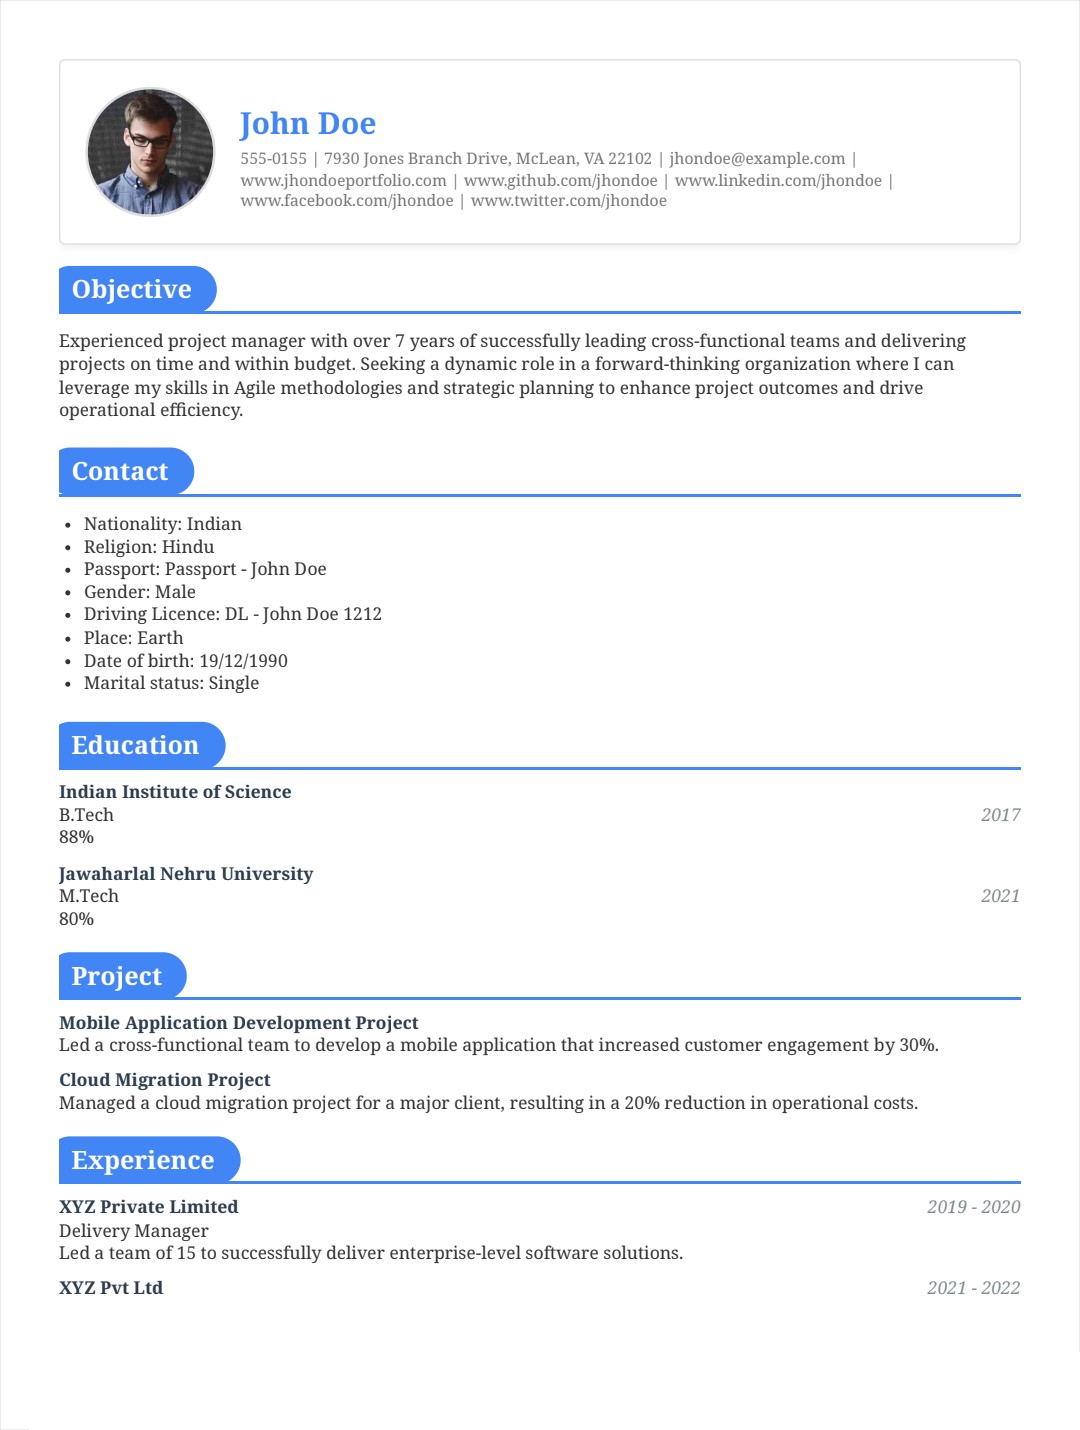 John Doe
555-0155 | 7930 Jones Branch Drive, McLean, VA 22102 | jhondoe@example.com |
www.jhondoeportfolio.com | www.github.com/jhondoe | www.linkedin.com/jhondoe |
www.facebook.com/jhondoe | www.twitter.com/jhondoe
Objective
Experienced project manager with over 7 years of successfully leading cross-functional teams and delivering
projects on time and within budget. Seeking a dynamic role in a forward-thinking organization where I can
leverage my skills in Agile methodologies and strategic planning to enhance project outcomes and drive
operational efficiency.
Contact
• Nationality: Indian
• Religion: Hindu
• Passport: Passport - John Doe
• Gender: Male
• Driving Licence: DL - John Doe 1212
• Place: Earth
• Date of birth: 19/12/1990
• Marital status: Single
Education
Indian Institute of Science
B.Tech 2017
88%
Jawaharlal Nehru University
M.Tech 2021
80%
Project
Mobile Application Development Project
Led a cross-functional team to develop a mobile application that increased customer engagement by 30%.
Cloud Migration Project
Managed a cloud migration project for a major client, resulting in a 20% reduction in operational costs.
Experience
XYZ Private Limited 2019 - 2020
Delivery Manager
Led a team of 15 to successfully deliver enterprise-level software solutions.
XYZ Pvt Ltd 2021 - 2022